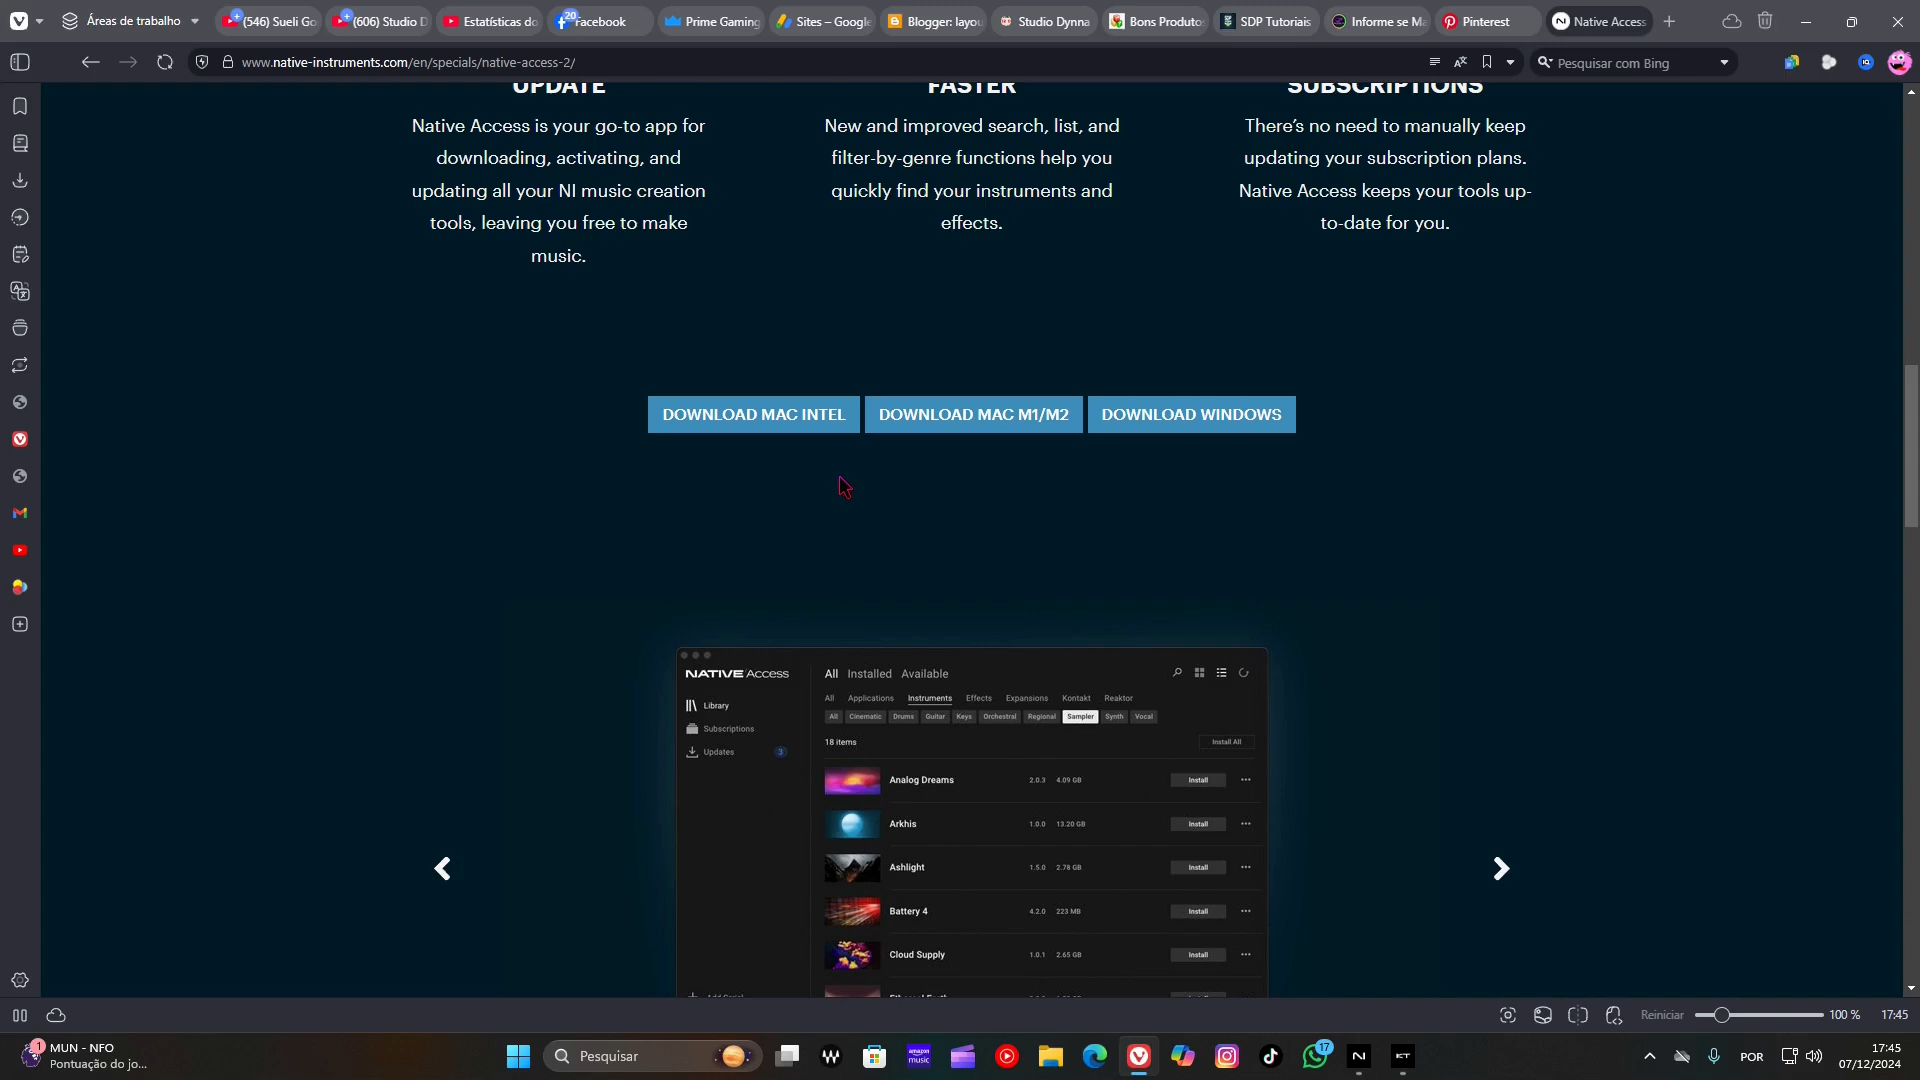 Áreas de trabalho
(546) Sueli Go
(606) Studio D
Estatísticas do
20
Facebook
Prime Gaming
Sites – Google
Blogger: layou
Studio Dynna
Bons Produto
SDP Tutoriais
Informe se Ma
Pinterest
Native Access
www.native-instruments.com/en/specials/native-access-2/
Pesquisar com Bing
UPDATE
Native Access is your go-to app for
downloading, activating, and
updating all your NI music creation
tools, leaving you free to make
music.
FASTER
New and improved search, list, and
filter-by-genre functions help you
quickly find your instruments and
effects.
SUBSCRIPTIONS
There's no need to manually keep
updating your subscription plans.
Native Access keeps your tools up-
to-date for you.
DOWNLOAD MAC INTEL
DOWNLOAD MAC M1/M2
DOWNLOAD WINDOWS
NATIVE ACCESS
Library
Subscriptions
Updates
3
All Installed Available
All Applications Instruments Effects Expansions Kontakt Reaktor
All Cinematic Drums Guitar Keys Orchestral Regional Sampler Synth Vocal
18 items
Install All
Analog Dreams 2.0.3 4.09 GB Install
Arkhis 1.0.0 13.20 GB Install
Ashlight 1.5.0 2.78 GB Install
Battery 4 4.2.0 223 MB Install
Cloud Supply 1.0.1 2.65 GB Install
Reiniciar
100 %
17:45
1
MUN - NFO
Pontuação do jo...
Pesquisar
amazon music
17
POR
17:45
07/12/2024